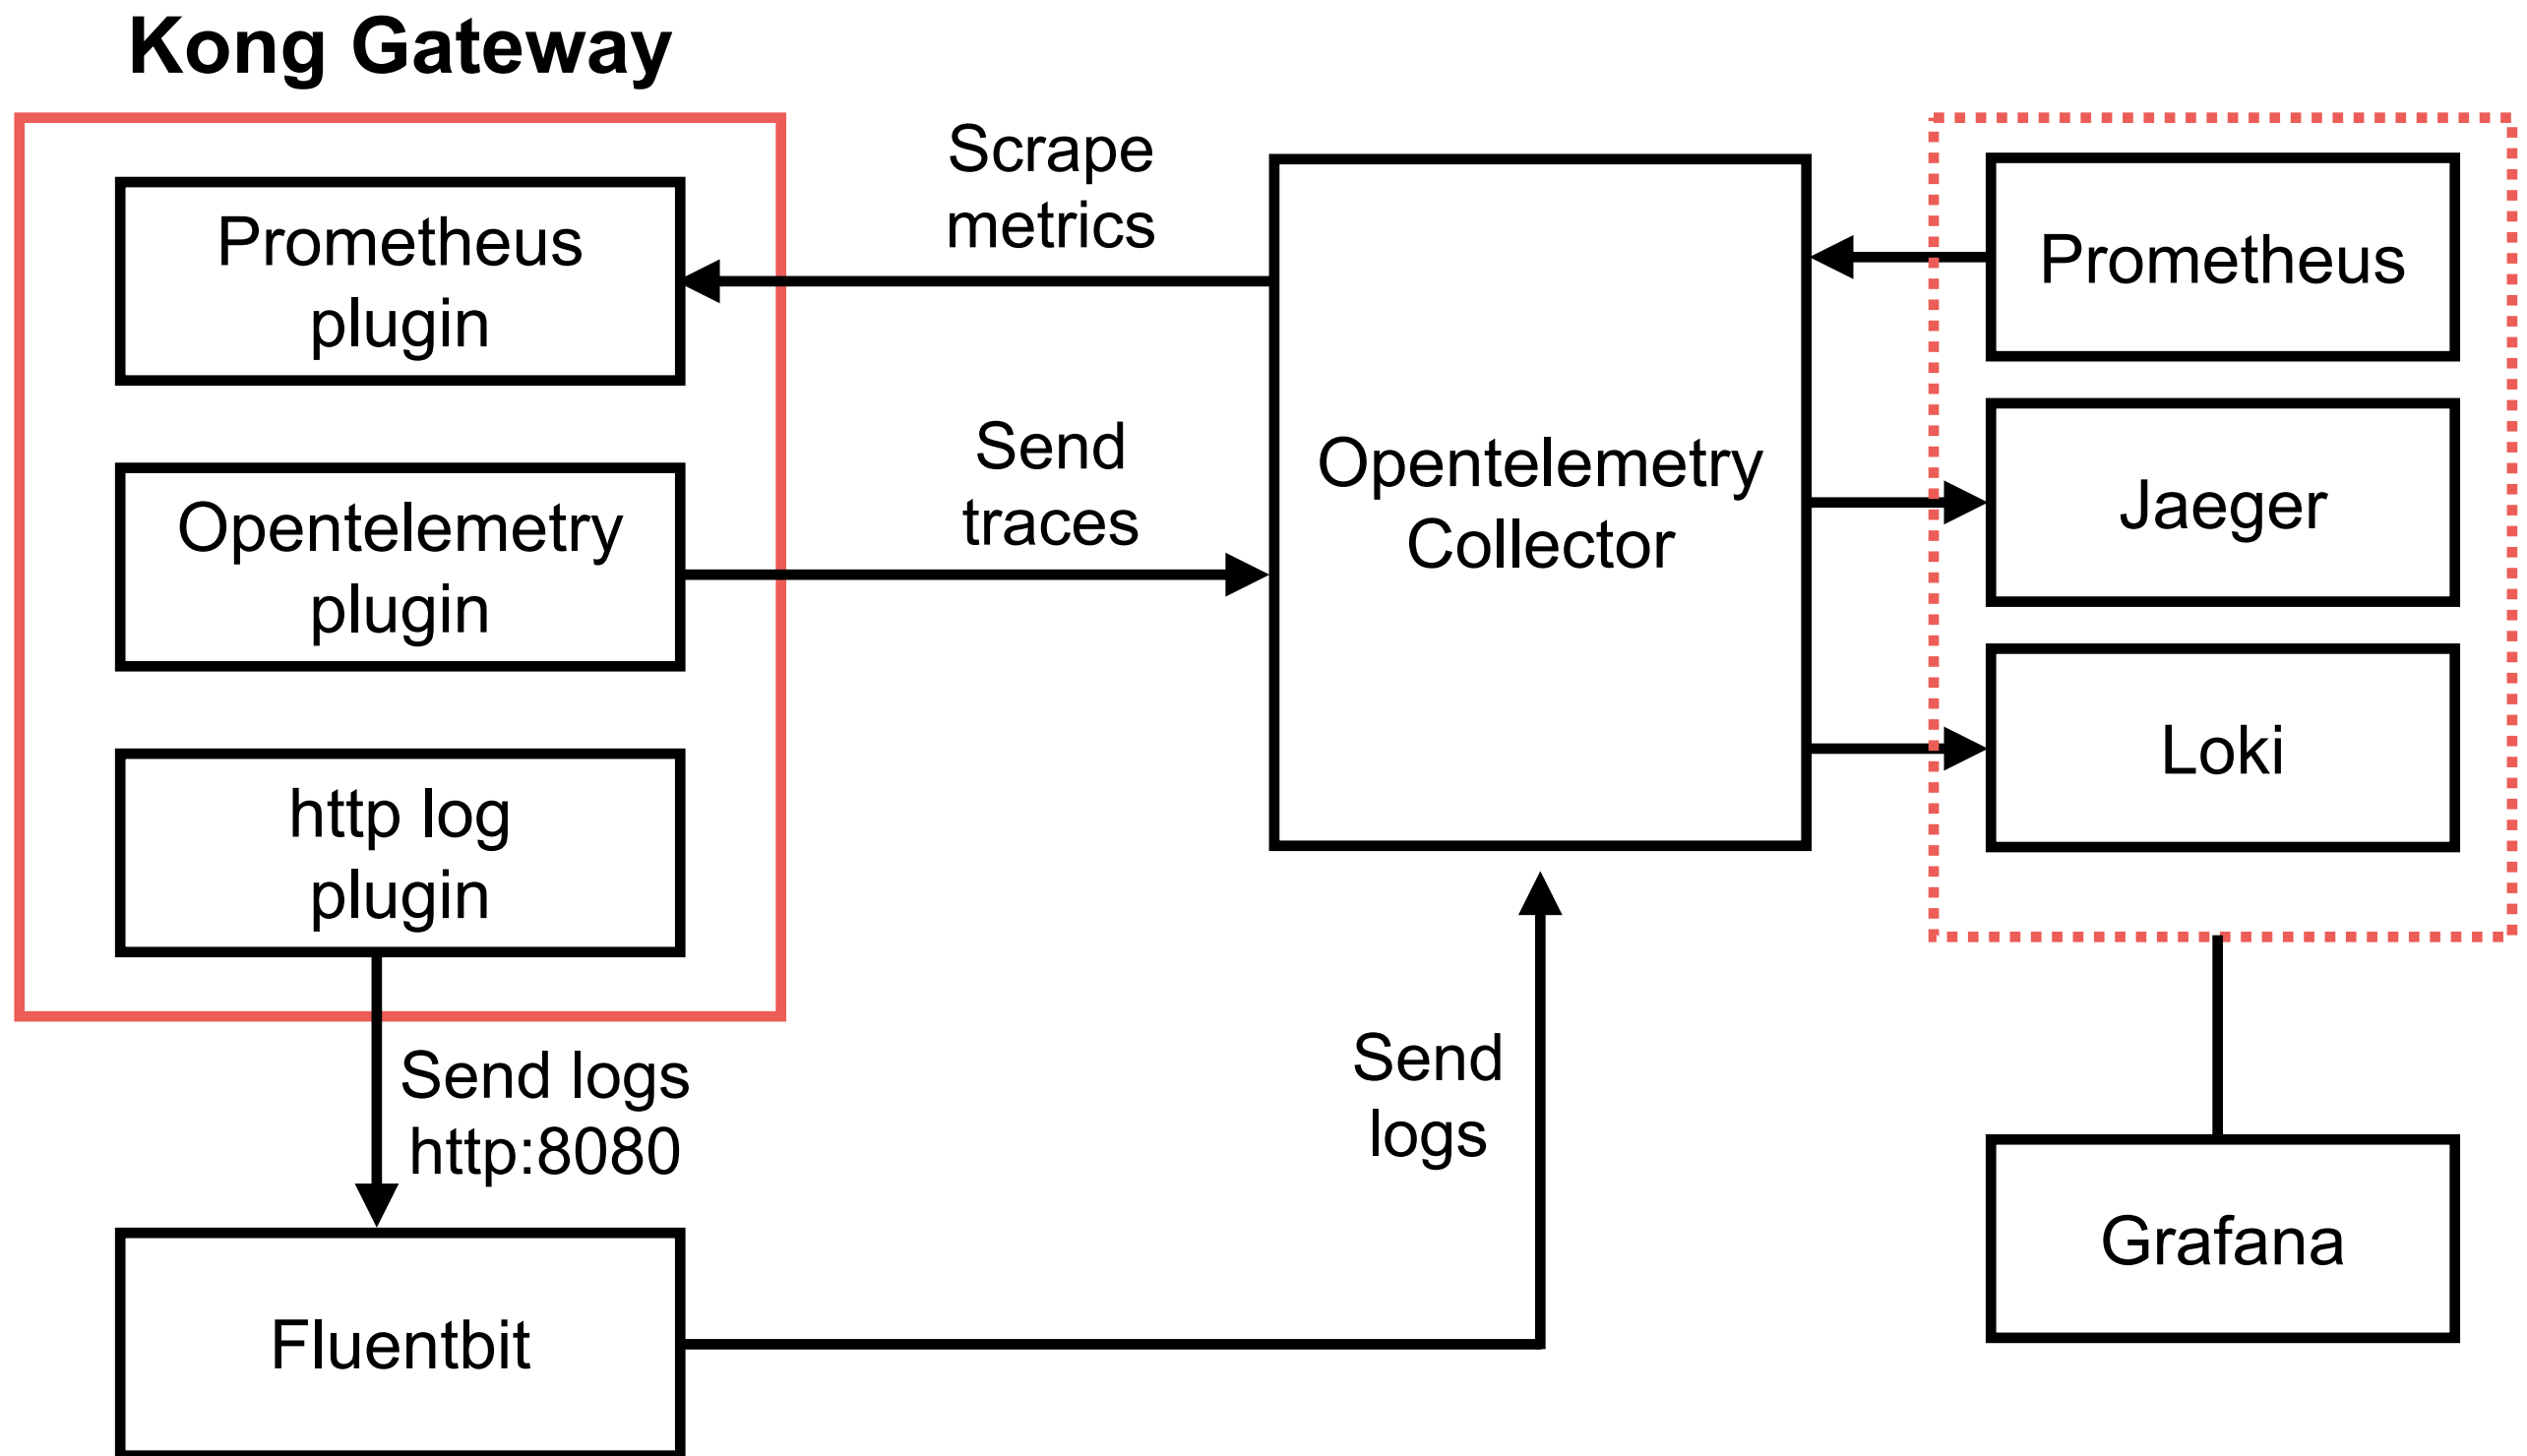 Kong Gateway
Prometheus
plugin
Opentelemetry
plugin
http log
plugin
Scrape
metrics
Send
traces
Opentelemetry
Collector
Prometheus
Jaeger
Loki
Send logs
http:8080
Send
logs
Fluentbit
Grafana